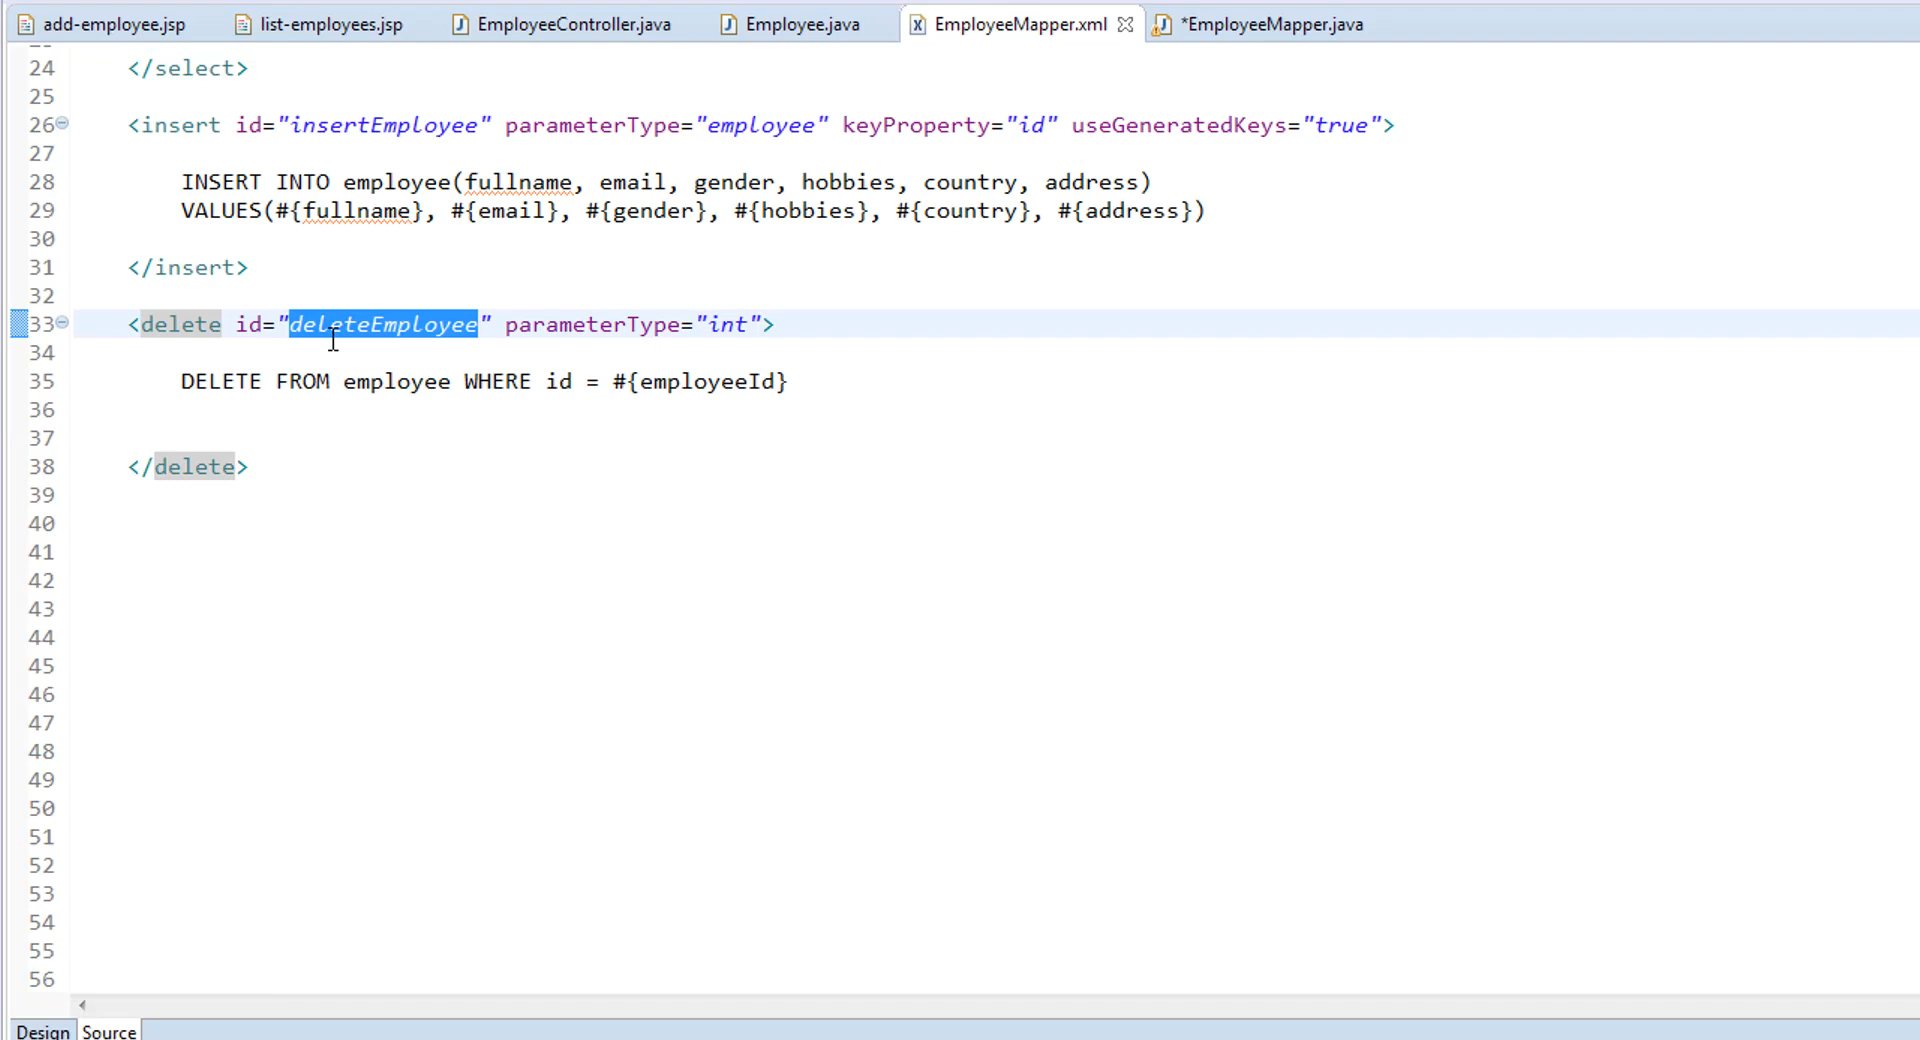 add-employee.jsp list-employees.jsp EmployeeController.java Employee.java EmployeeMapper.xml *EmployeeMapper.java
24 </select>
25
26 <insert id="insertEmployee" parameterType="employee" keyProperty="id" useGeneratedKeys="true">
27
28 INSERT INTO employee(fullname, email, gender, hobbies, country, address)
29 VALUES(#{fullname}, #{email}, #{gender}, #{hobbies}, #{country}, #{address})
30
31 </insert>
32
33 <delete id="deleteEmployee" parameterType="int">
34
35 DELETE FROM employee WHERE id = #{employeeId}
36
37
38 </delete>
39
40
41
42
43
44
45
46
47
48
49
50
51
52
53
54
55
56
Design Source